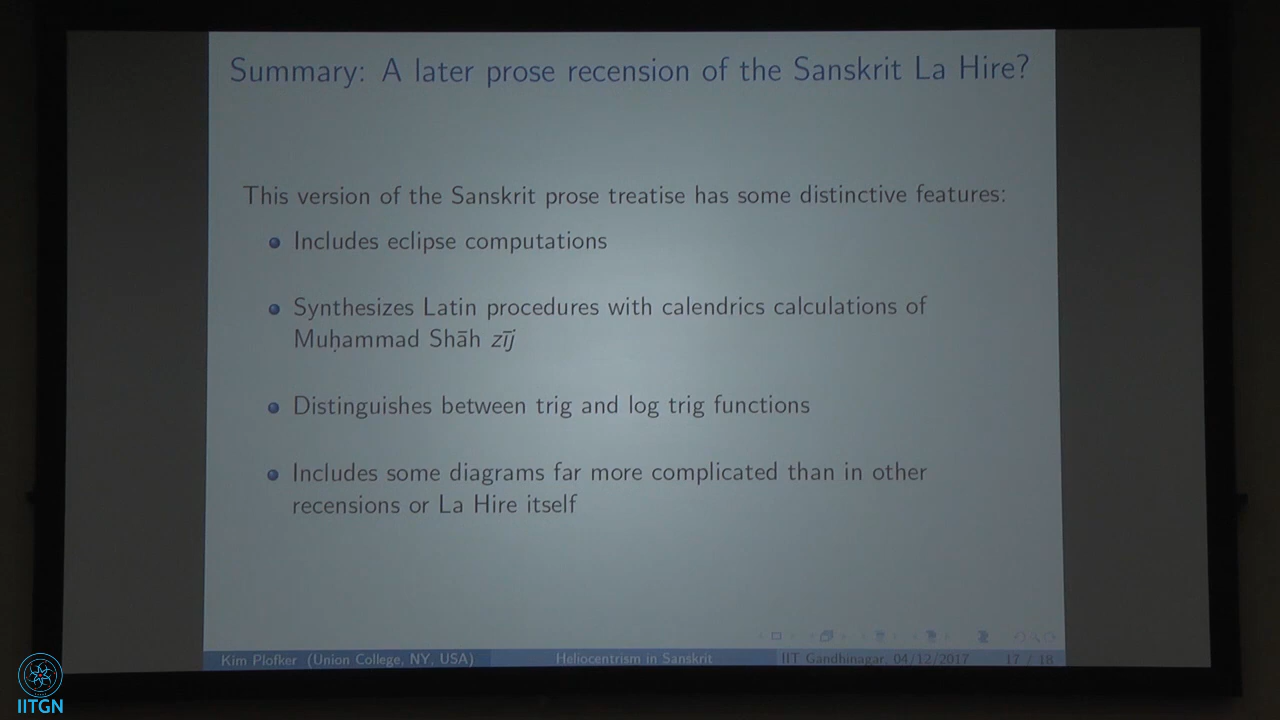 Summary: A later prose recension of the Sanskrit La Hire?
This version of the Sanskrit prose treatise has some distinctive features:
Includes eclipse computations
Synthesizes Latin procedures with calendrics calculations of
Muḥammad Shāh zīj
Distinguishes between trig and log trig functions
Includes some diagrams far more complicated than in other
recensions or La Hire itself
Kim Plofker (Union College, NY, USA) Heliocentrism in Sanskrit IIT Gandhinagar, 04/12/2017 17 / 18
IITGN